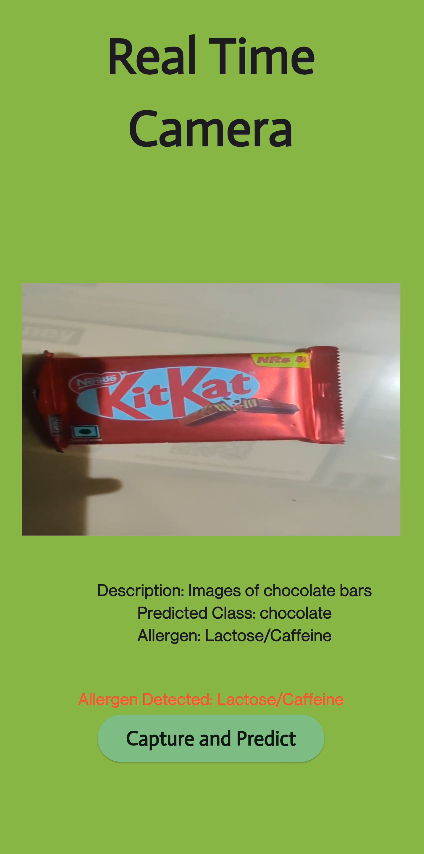 Real Time
Camera
Nestlé
KitKat
Description: Images of chocolate bars
Predicted Class: chocolate
Allergen: Lactose/Caffeine
Allergen Detected: Lactose/Caffeine
Capture and Predict